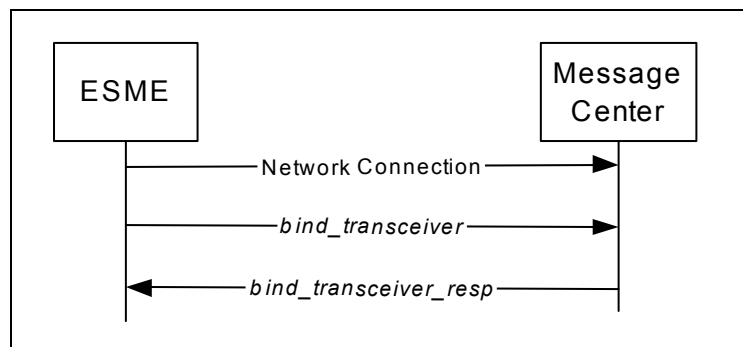 ESME
Message
Center
Network Connection
bind_transceiver
bind_transceiver_resp